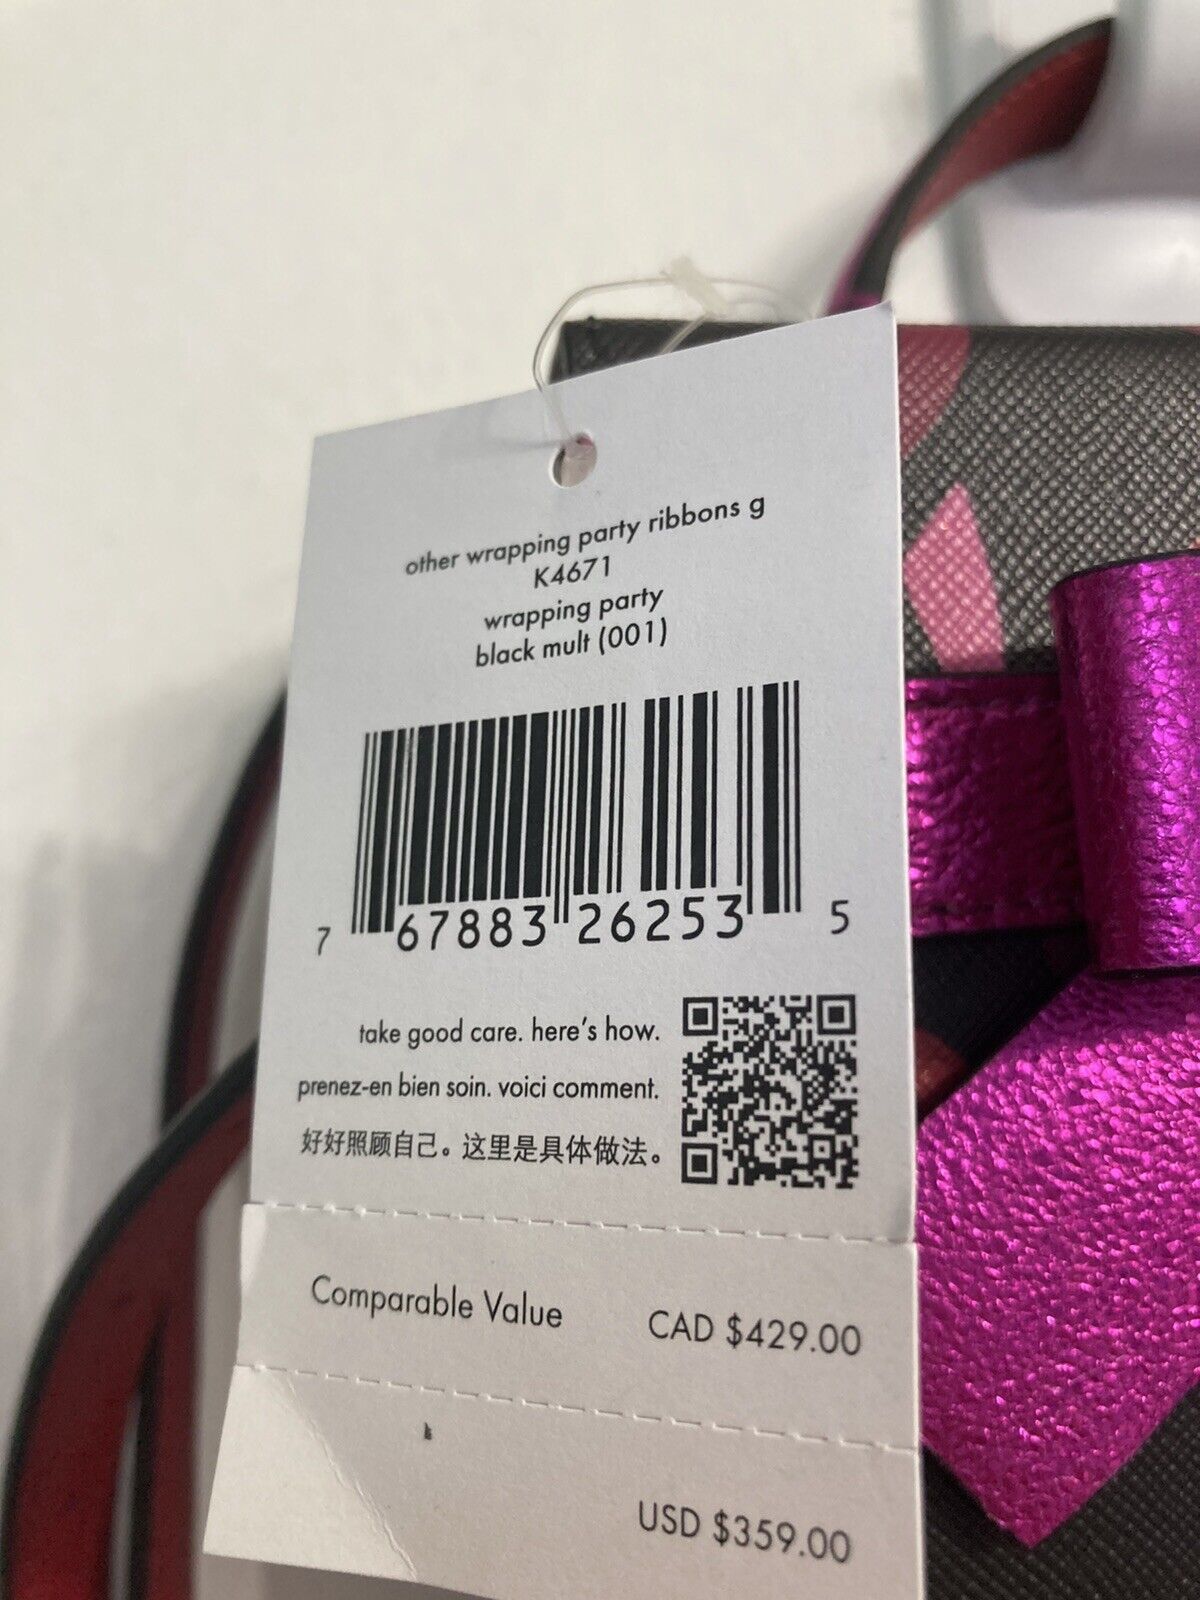 other wrapping party ribbons g
K4671
wrapping party
black mult (001)
7 67883 26253 5
take good care. here's how.
prenez-en bien soin. voici comment.
好好照顾自己。这里是具体做法。
Comparable Value CAD $429.00
USD $359.00